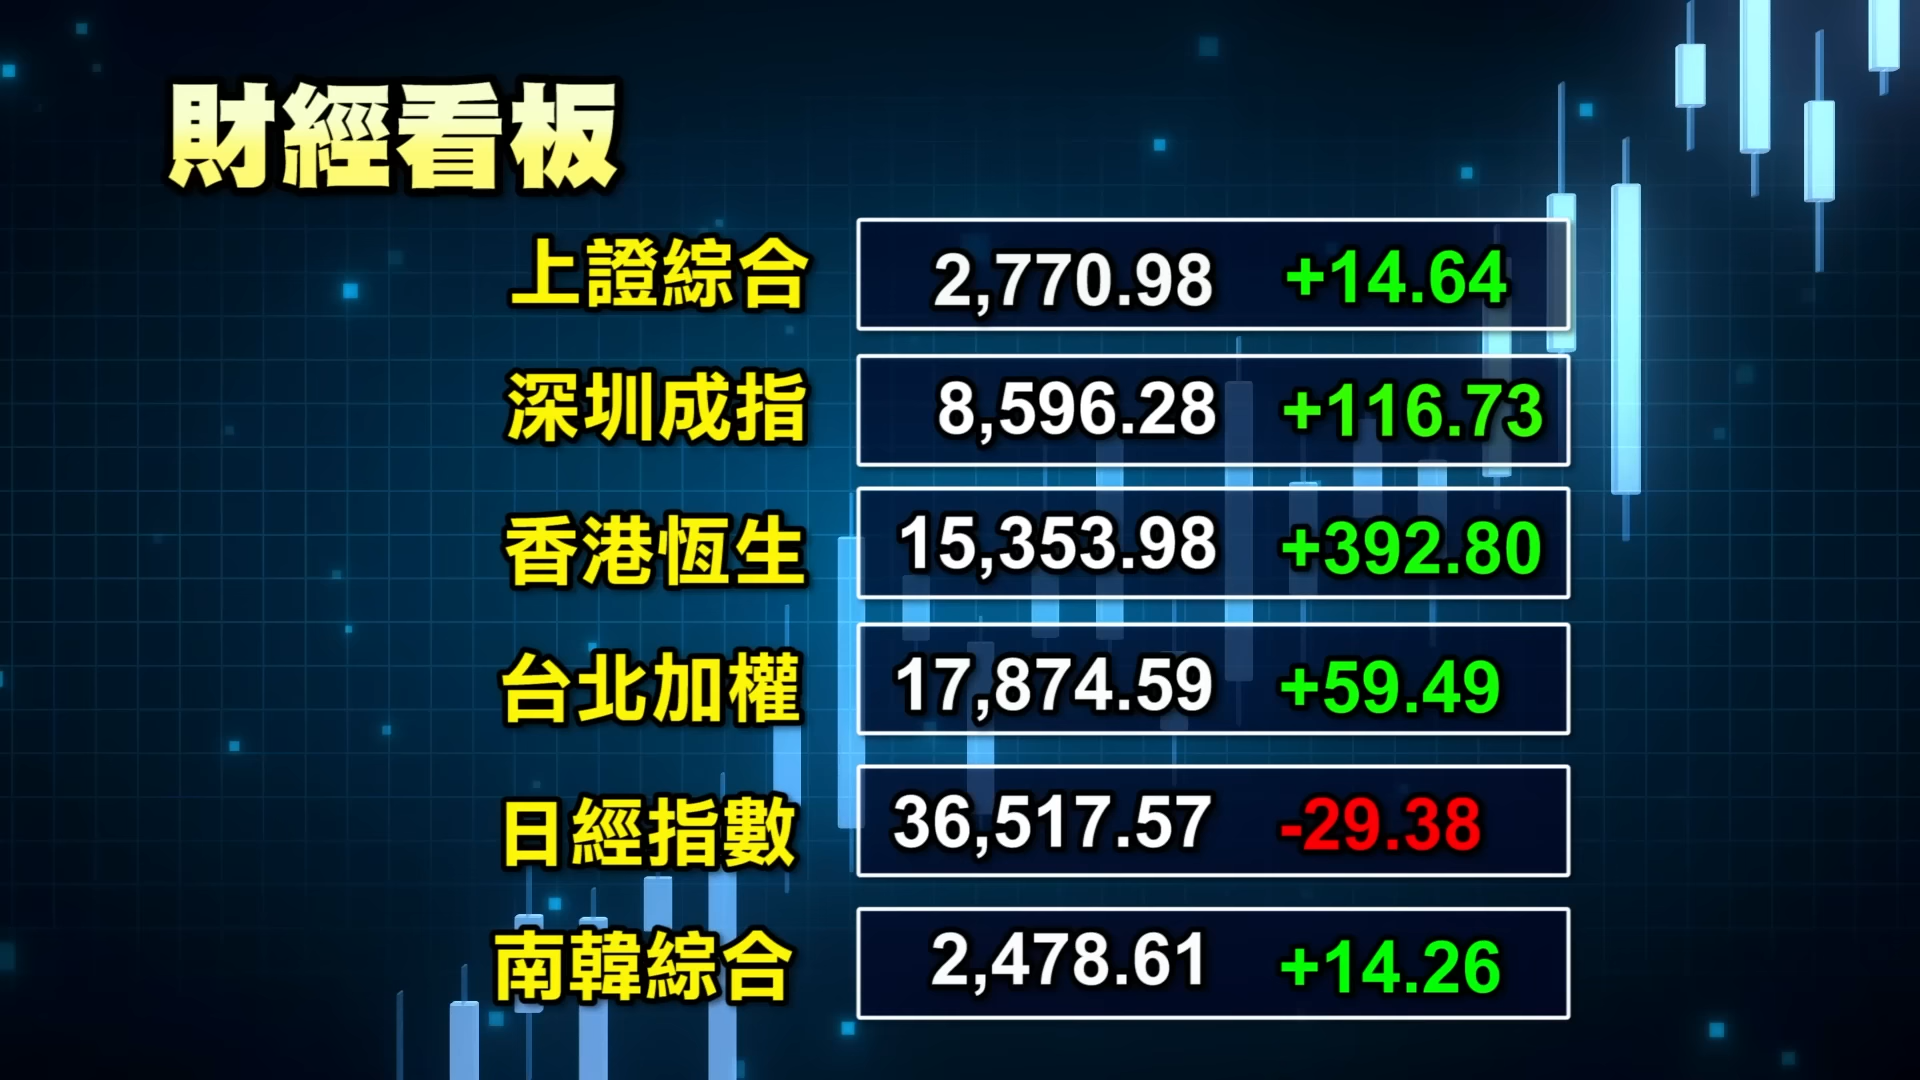 財經看板
上證綜合 2,770.98 +14.64
深圳成指 8,596.28 +116.73
香港恆生 15,353.98 +392.80
台北加權 17,874.59 +59.49
日經指數 36,517.57 -29.38
南韓綜合 2,478.61 +14.26